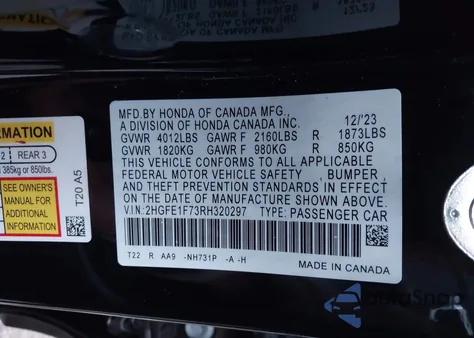 MFD.BY HONDA OF CANADA MFG.,
A DIVISION OF HONDA CANADA INC. 12/'23
GVWR 4012LBS GAWR F 2160LBS R 1873LBS
GVWR 1820KG GAWR F 980KG R 850KG
THIS VEHICLE CONFORMS TO ALL APPLICABLE
FEDERAL MOTOR VEHICLE SAFETY , BUMPER ,
AND THEFT PREVENTION STANDARDS IN EFFECT
ON THE DATE OF MANUFACTURE SHOWN ABOVE.
V I N :2HGFE1F73RH320297 TYPE: PASSENGER CAR
T22 R AA9 -NH731P -A -H
MADE IN CANADA
FORMATION
2 REAR 3
d 385kg or 850lbs.
SEE OWNER'S
MANUAL FOR
ADDITIONAL
INFORMATION
T20 A5
AutoSnap